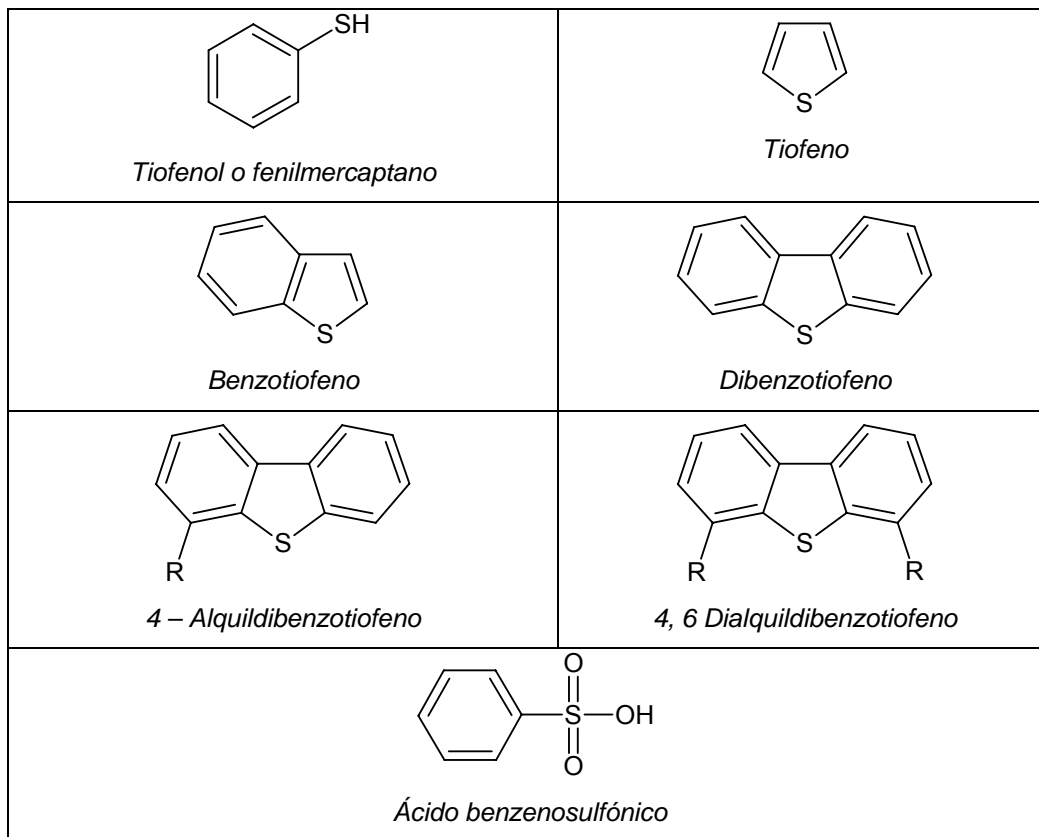 SH
S
Tiofenol o fenilmercaptano
Tiofeno
S
S
Benzotiofeno
Dibenzotiofeno
S
R
S
R
R
4 – Alquildibenzotiofeno
4, 6 Dialquildibenzotiofeno
O
S
OH
O
Ácido benzenosulfónico